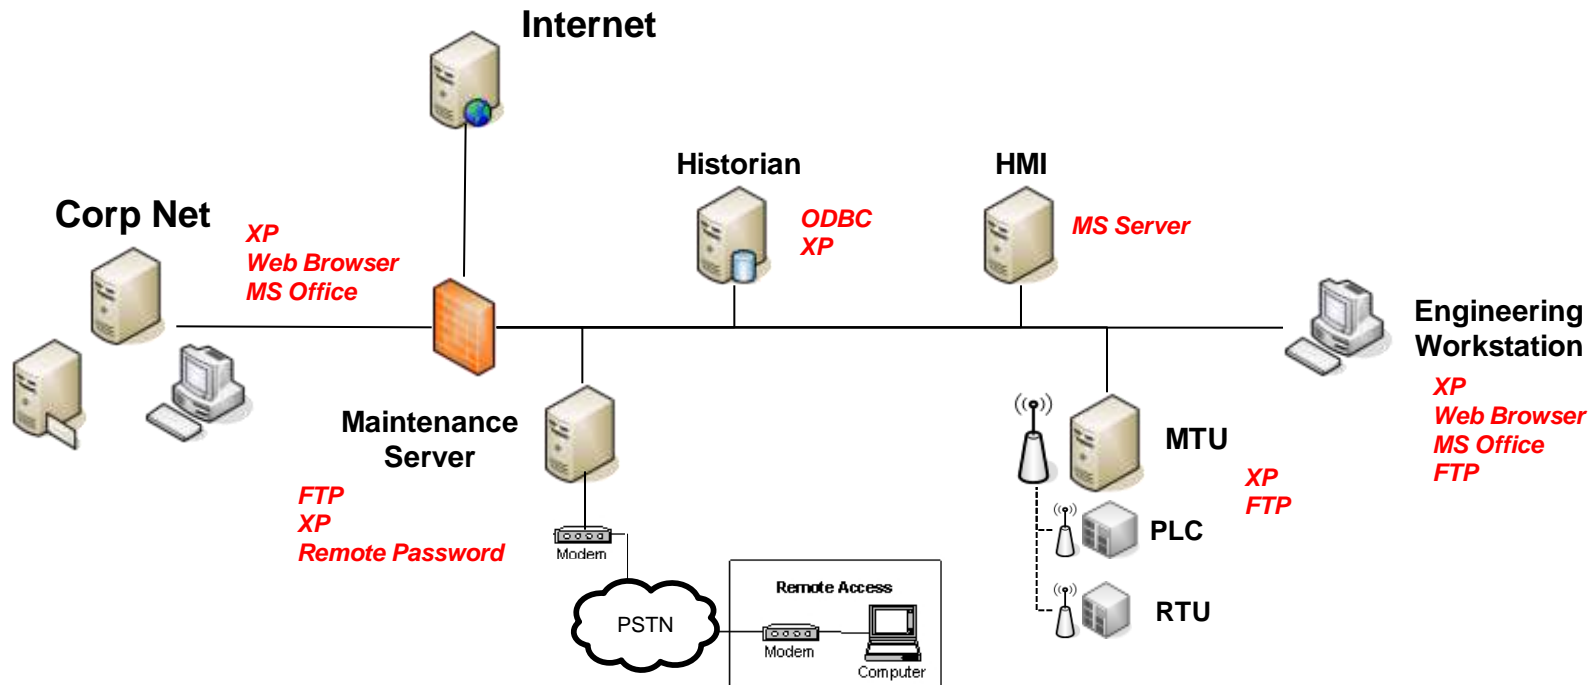 Internet
Historian
HMI
Corp Net
XP
Web Browser
MS Office
ODBC
XP
MS Server
Engineering
Workstation
XP
Web Browser
MS Office
FTP
Maintenance
Server
FTP
XP
Remote Password
MTU
XP
FTP
PLC
RTU
Modem
PSTN
Remote Access
Modem
Computer